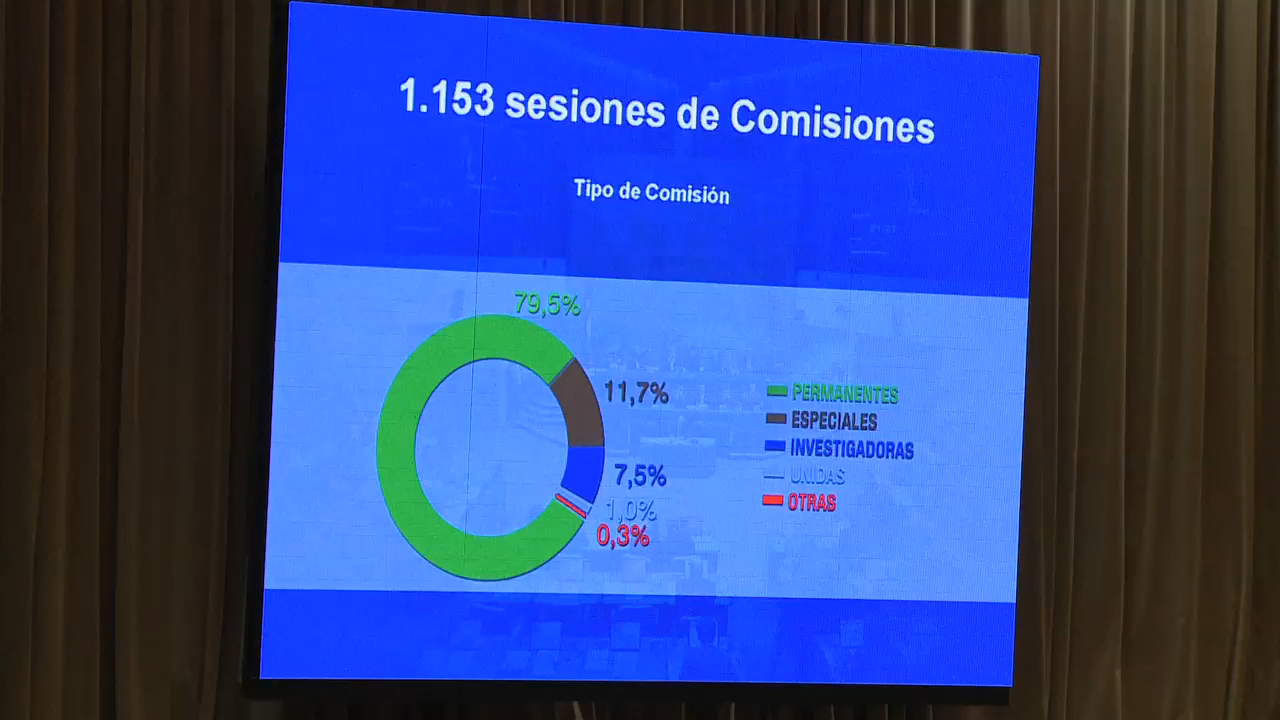 1.153 sesiones de Comisiones
Tipo de Comisión
79,5%
11,7%
7,5%
1,0%
0,3%
PERMANENTES
ESPECIALES
INVESTIGADORAS
UNIDAS
OTRAS